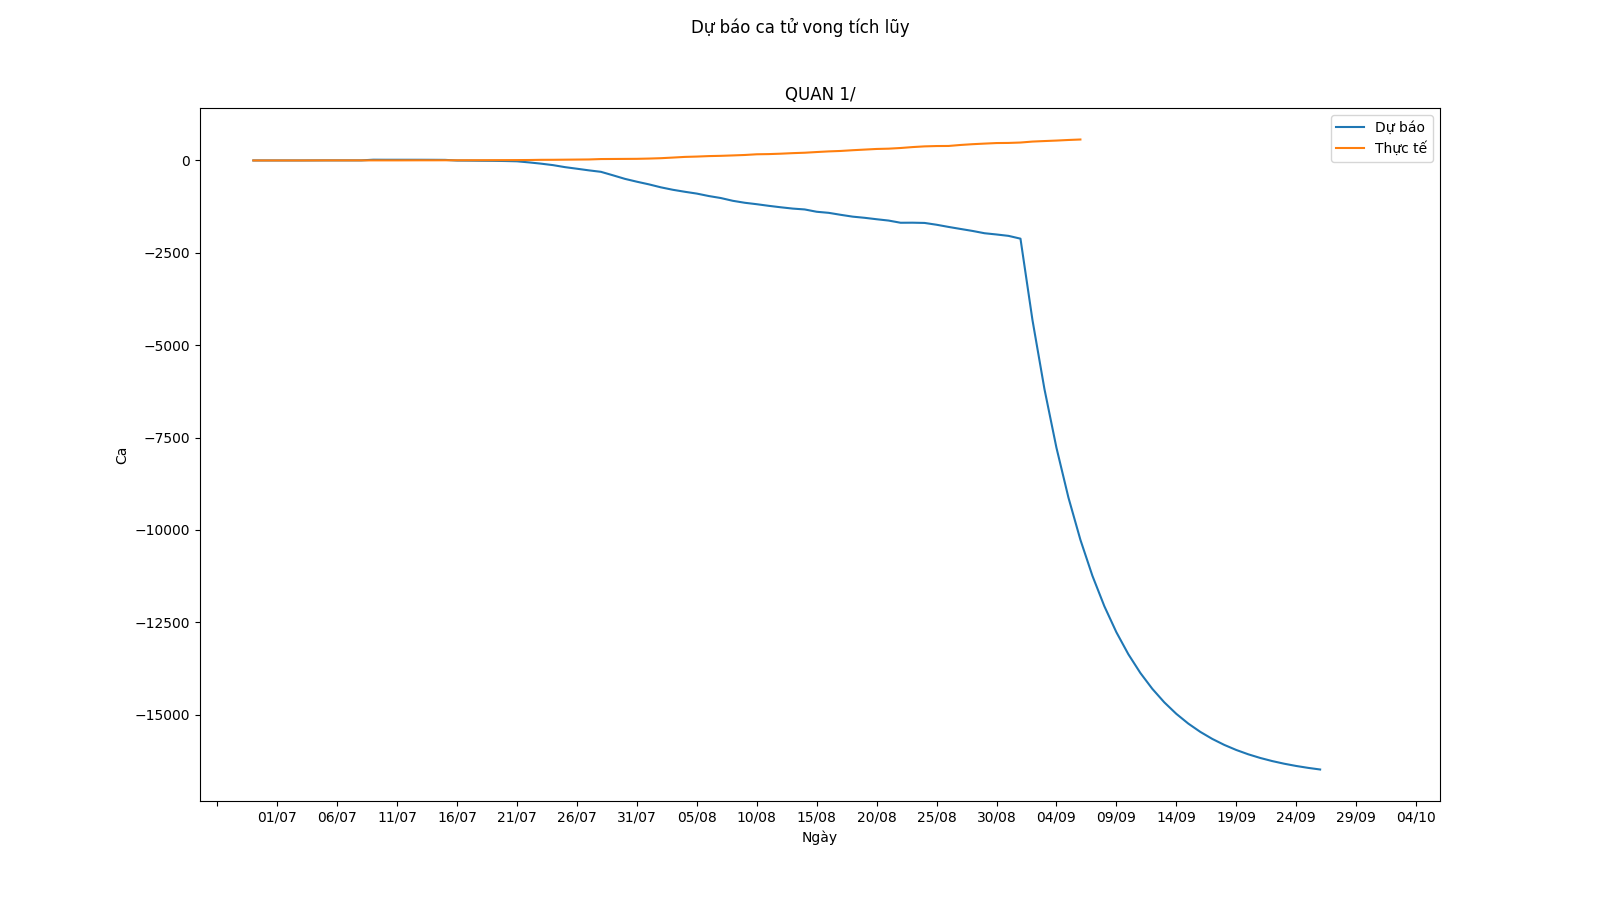 Dự báo ca tử vong tích lũy
QUAN 1/
Dự báo
Thực tế
0
−2500
−5000
−7500
−10000
−12500
−15000
Ca
01/07 06/07 11/07 16/07 21/07 26/07 31/07 05/08 10/08 15/08 20/08 25/08 30/08 04/09 09/09 14/09 19/09 24/09 29/09 04/10
Ngày